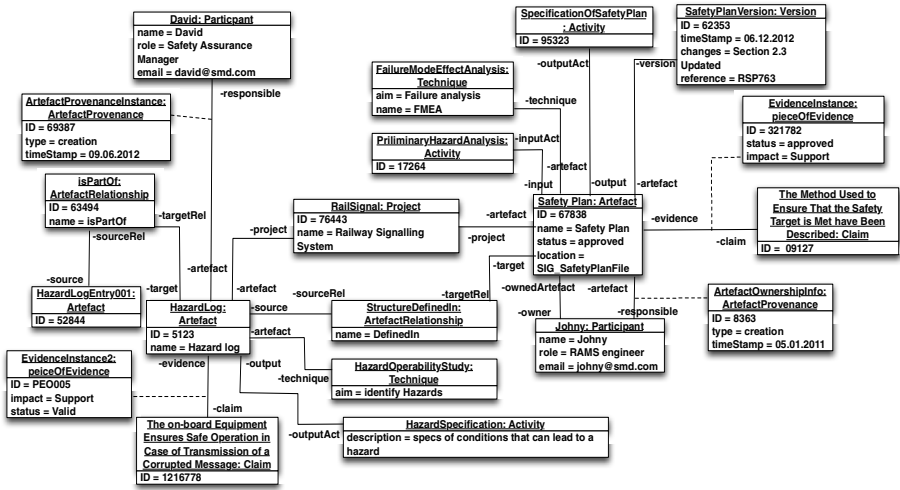 David: Particpant
name = David
role = Safety Assurance
Manager
email = david@smd.com
-responsible
ArtefactProvenanceInstance:
ArtefactProvenance
ID = 69387
type = creation
timeStamp = 09.06.2012
isPartOf:
ArtefactRelationship
ID = 63494
name = isPartOf
-sourceRel
-targetRel
-source
-target
-artefact
HazardLogEntry001:
Artefact
ID = 52844
HazardLog:
Artefact
ID = 5123
name = Hazard log
-project
-artefact
-source
-artefact
-evidence
-output
EvidenceInstance2:
peiceOfEvidence
ID = PEO005
impact = Support
status = Valid
-claim
The on-board Equipment
Ensures Safe Operation in
Case of Transmission of a
Corrupted Message: Claim
ID = 1216778
SpecificationOfSafetyPlan
: Activity
ID = 95323
-outputAct
FailureModeEffectAnalysis:
Technique
aim = Failure analysis
name = FMEA
-technique
-inputAct
PriliminaryHazardAnalysis:
Activity
ID = 17264
-artefact
-input
-output
-artefact
SafetyPlanVersion: Version
ID = 62353
timeStamp = 06.12.2012
changes = Section 2.3
Updated
reference = RSP763
-version
EvidenceInstance:
pieceOfEvidence
ID = 321782
status = approved
impact = Support
RailSignal: Project
ID = 76443
name = Railway Signalling
System
-artefact
-project
Safety Plan: Artefact
ID = 67838
name = Safety Plan
status = approved
location =
SIG_SafetyPlanFile
-evidence
-claim
The Method Used to
Ensure That the Safety
Target is Met have Been
Described: Claim
ID =  09127
-target
-ownedArtefact
-artefact
-sourceRel
-targetRel
StructureDefinedIn:
ArtefactRelationship
name = DefinedIn
-owner
-responsible
Johny: Participant
name = Johny
role = RAMS engineer
email = johny@smd.com
ArtefactOwnershipInfo:
ArtefactProvenance
ID = 8363
type = creation
timeStamp = 05.01.2011
-technique
HazardOperabilityStudy:
Technique
aim = identify Hazards
-outputAct
HazardSpecification: Activity
description = specs of conditions that can lead to a
hazard